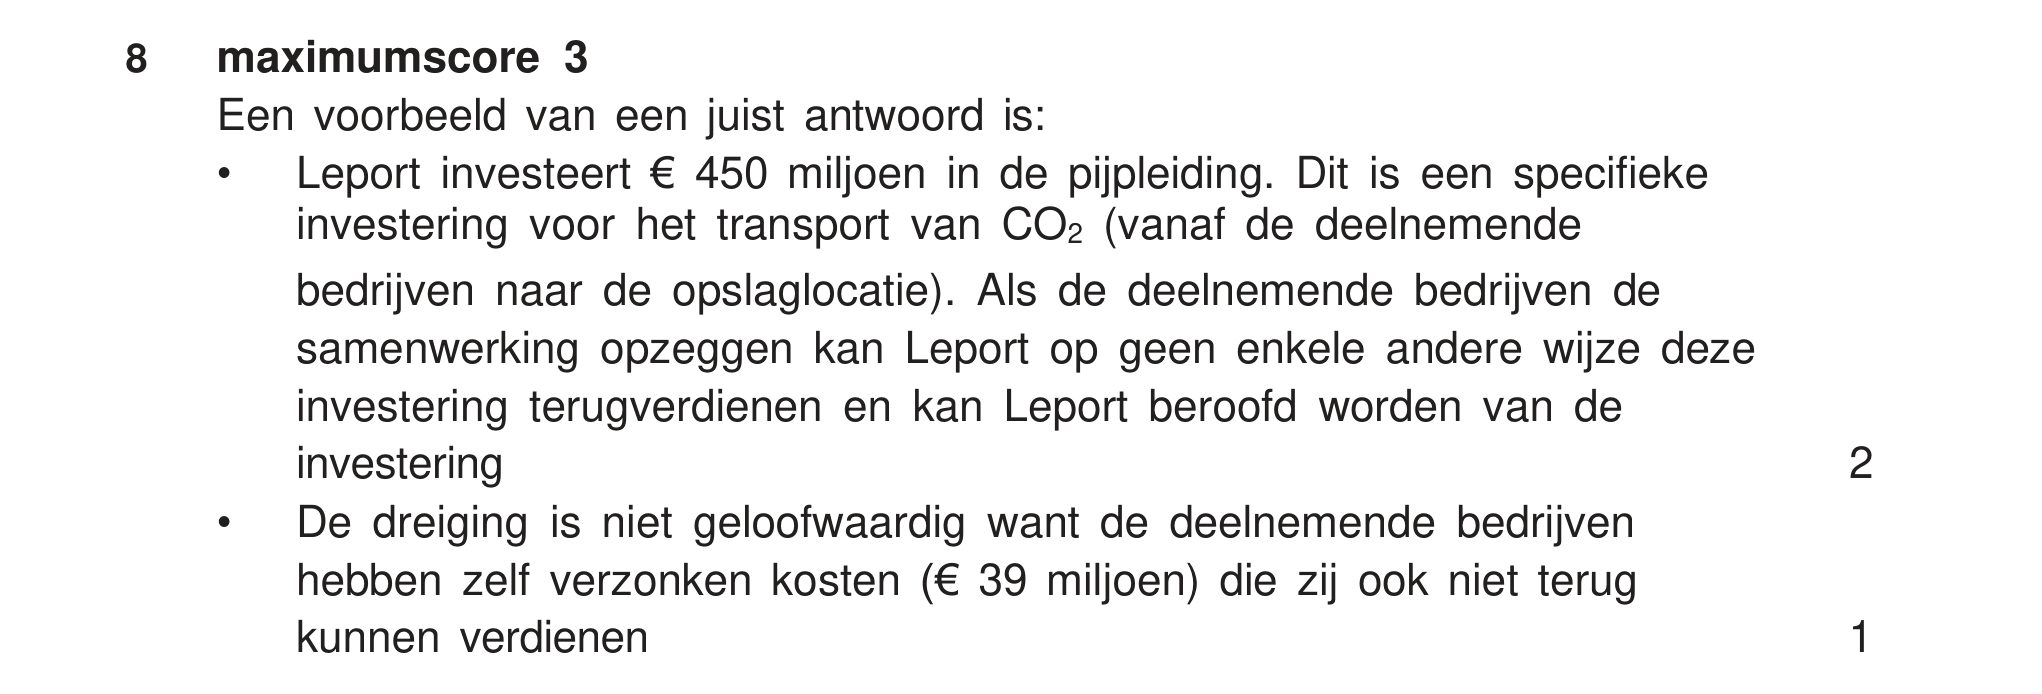 8 maximumscore 3
Een voorbeeld van een juist antwoord is:
• Leport investeert € 450 miljoen in de pijpleiding. Dit is een specifieke
investering voor het transport van CO₂ (vanaf de deelnemende
bedrijven naar de opslaglocatie). Als de deelnemende bedrijven de
samenwerking opzeggen kan Leport op geen enkele andere wijze deze
investering terugverdienen en kan Leport beroofd worden van de
investering 2
• De dreiging is niet geloofwaardig want de deelnemende bedrijven
hebben zelf verzonken kosten (€ 39 miljoen) die zij ook niet terug
kunnen verdienen 1